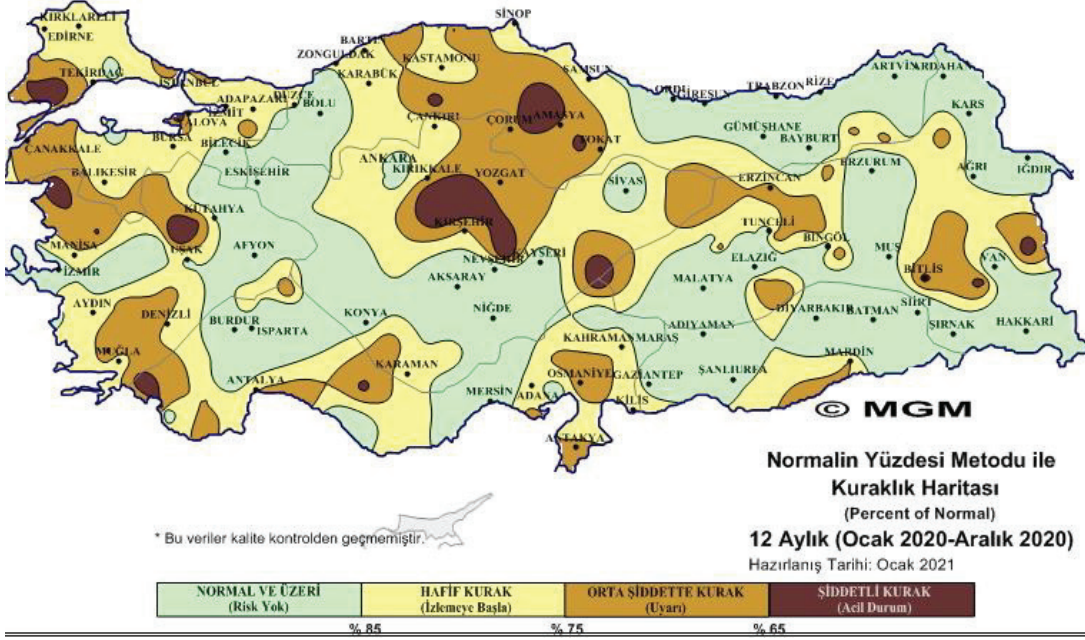 SİNOP
KIRKLARELİ
EDİRNE
BARTIN
ZONGULDAK
KASTAMONU
TEKİRDAĞ
İSTANBUL
KARABÜK
SAMSUN
ARTVİN
ARDAHAN
ADAPAZARI
DÜZCE
BOLU
ORDU
GİRESUN
TRABZON
RİZE
İZMİT
YALOVA
ÇANKIRI
ÇORUM
AMASYA
KARS
BURSA
BİLECİK
TOKAT
GÜMÜŞHANE
BAYBURT
ÇANAKKALE
ANKARA
KIRIKKALE
ERZURUM
AĞRI
IĞDIR
BALIKESİR
ESKİŞEHİR
YOZGAT
SİVAS
ERZİNCAN
KÜTAHYA
KIRŞEHİR
TUNCELİ
MANİSA
UŞAK
AFYON
BİNGÖL
MUŞ
İZMİR
NEVŞEHİR
KAYSERİ
ELAZIĞ
VAN
AKSARAY
MALATYA
BİTLİS
AYDIN
DENİZLİ
NİĞDE
SİİRT
BURDUR
ISPARTA
KONYA
DİYARBAKIR
BATMAN
ŞIRNAK
HAKKARİ
KAHRAMANMARAŞ
ADIYAMAN
MUĞLA
KARAMAN
MARDİN
ANTALYA
OSMANİYE
GAZİANTEP
ŞANLIURFA
MERSİN
ADANA
KİLİS
ANTAKYA
© MGM
Normalin Yüzdesi Metodu ile
Kuraklık Haritası
(Percent of Normal)
12 Aylık (Ocak 2020-Aralık 2020)
Hazırlanış Tarihi: Ocak 2021
* Bu veriler kalite kontrolden geçmemiştir.
NORMAL VE ÜZERİ
(Risk Yok)
HAFİF KURAK
(İzlemeye Başla)
ORTA ŞİDDETTE KURAK
(Uyarı)
ŞİDDETLİ KURAK
(Acil Durum)
% 85
% 75
% 65